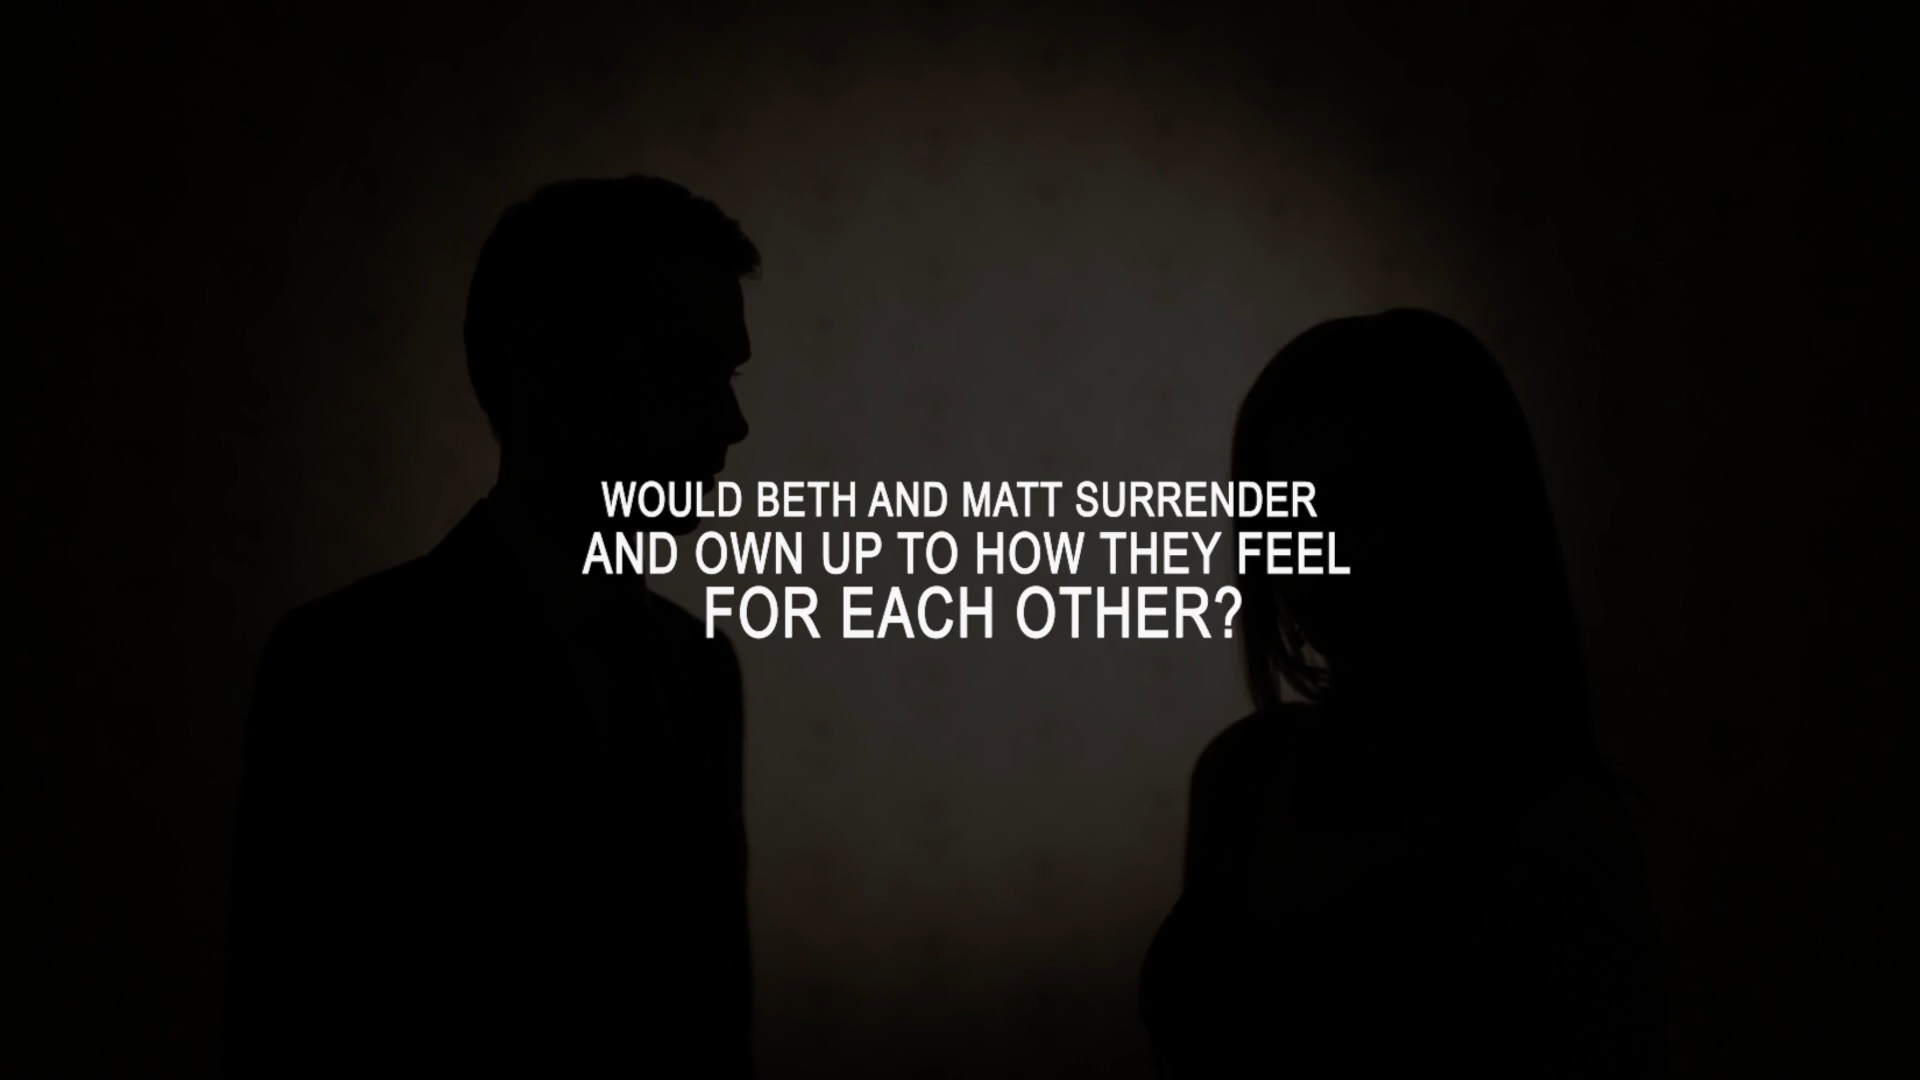 WOULD BETH AND MATT SURRENDER
AND OWN UP TO HOW THEY FEEL
FOR EACH OTHER?